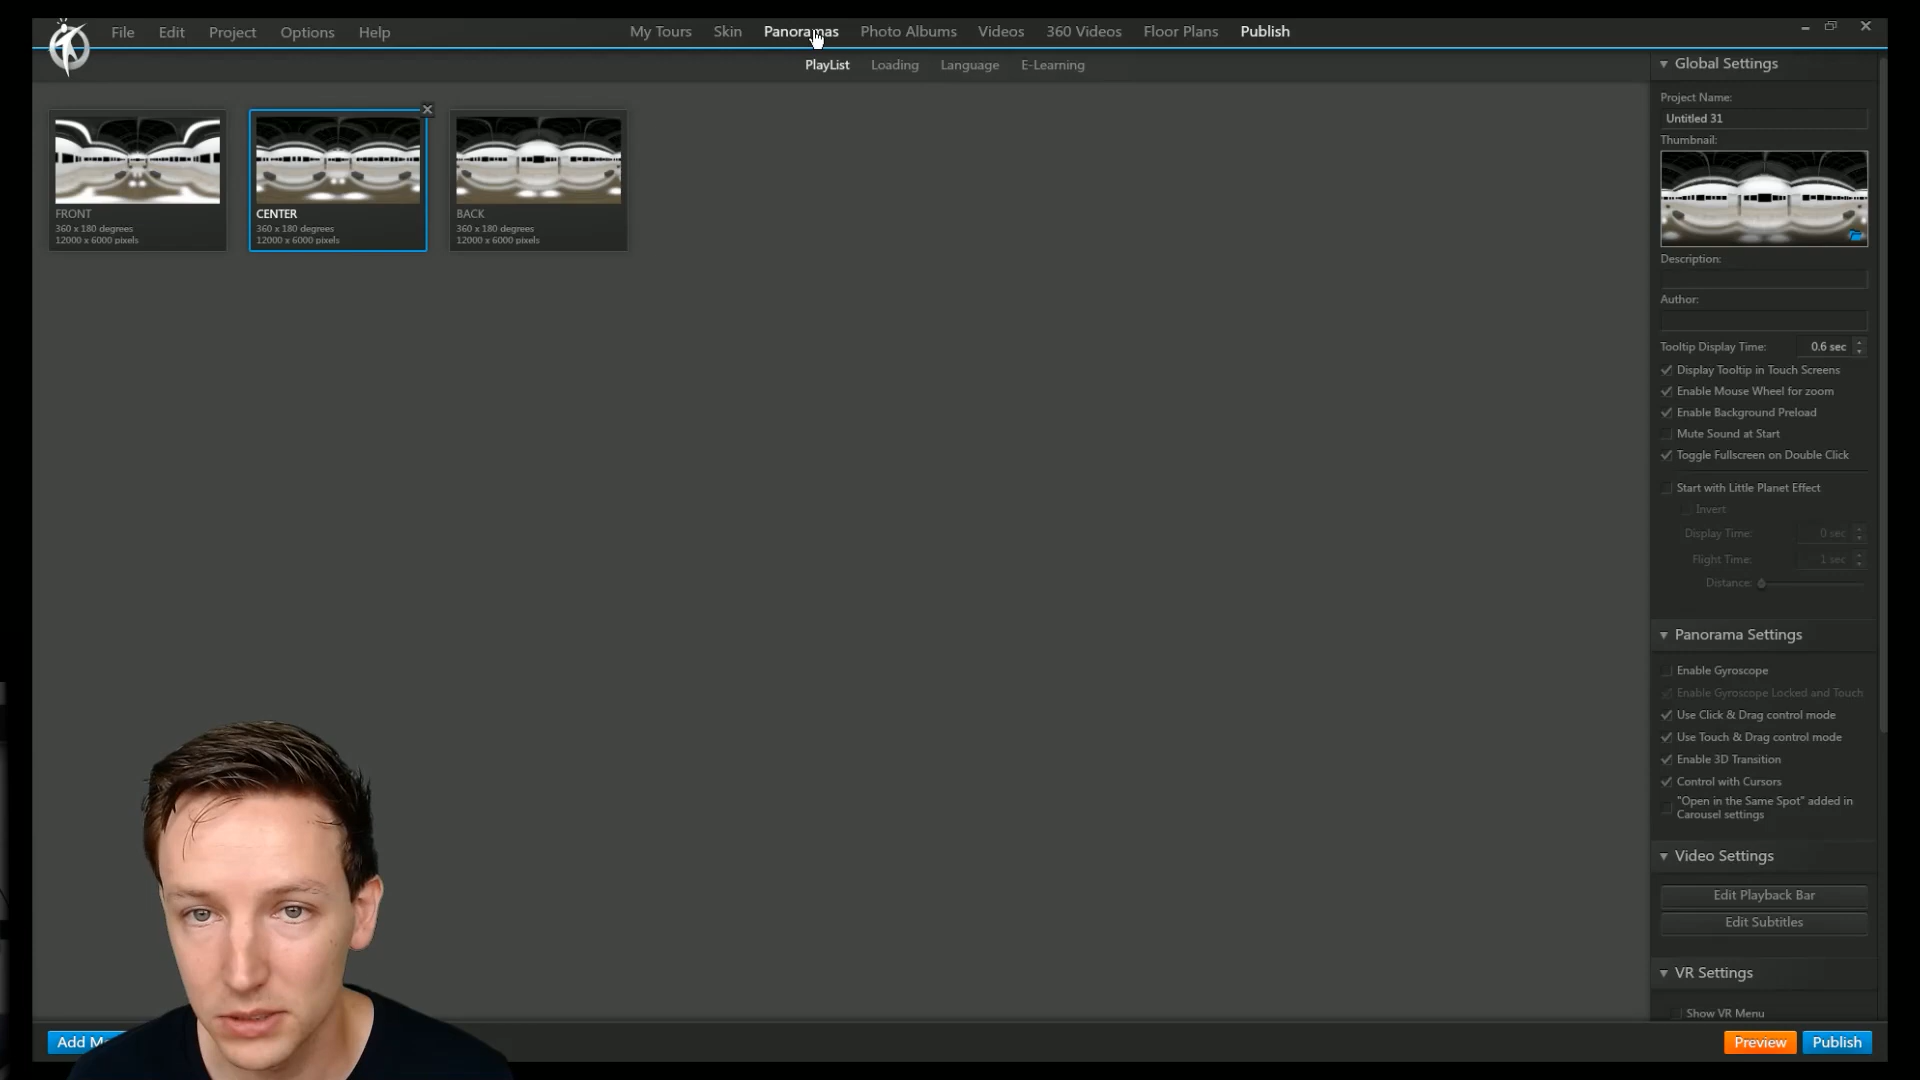 File Edit Project Options Help
My Tours Skin Panoramas Photo Albums Videos 360 Videos Floor Plans Publish
PlayList Loading Language E-Learning
FRONT
360 x 180 degrees
12000 x 6000 pixels
CENTER
360 x 180 degrees
12000 x 6000 pixels
BACK
360 x 180 degrees
12000 x 6000 pixels
Global Settings
Project Name:
Untitled 31
Thumbnail:
Description:
Author:
Tooltip Display Time: 0.6 sec
Display Tooltip in Touch Screens
Enable Mouse Wheel for zoom
Enable Background Preload
Mute Sound at Start
Toggle Fullscreen on Double Click
Start with Little Planet Effect
Invert
Display Time: 0 sec
Flight Time: 1 sec
Distance:
Panorama Settings
Enable Gyroscope
Enable Gyroscope Locked and Touch
Use Click & Drag control mode
Use Touch & Drag control mode
Enable 3D Transition
Control with Cursors
"Open in the Same Spot" added in
Carousel settings
Video Settings
Edit Playback Bar
Edit Subtitles
VR Settings
Show VR Menu
Add
Preview Publish